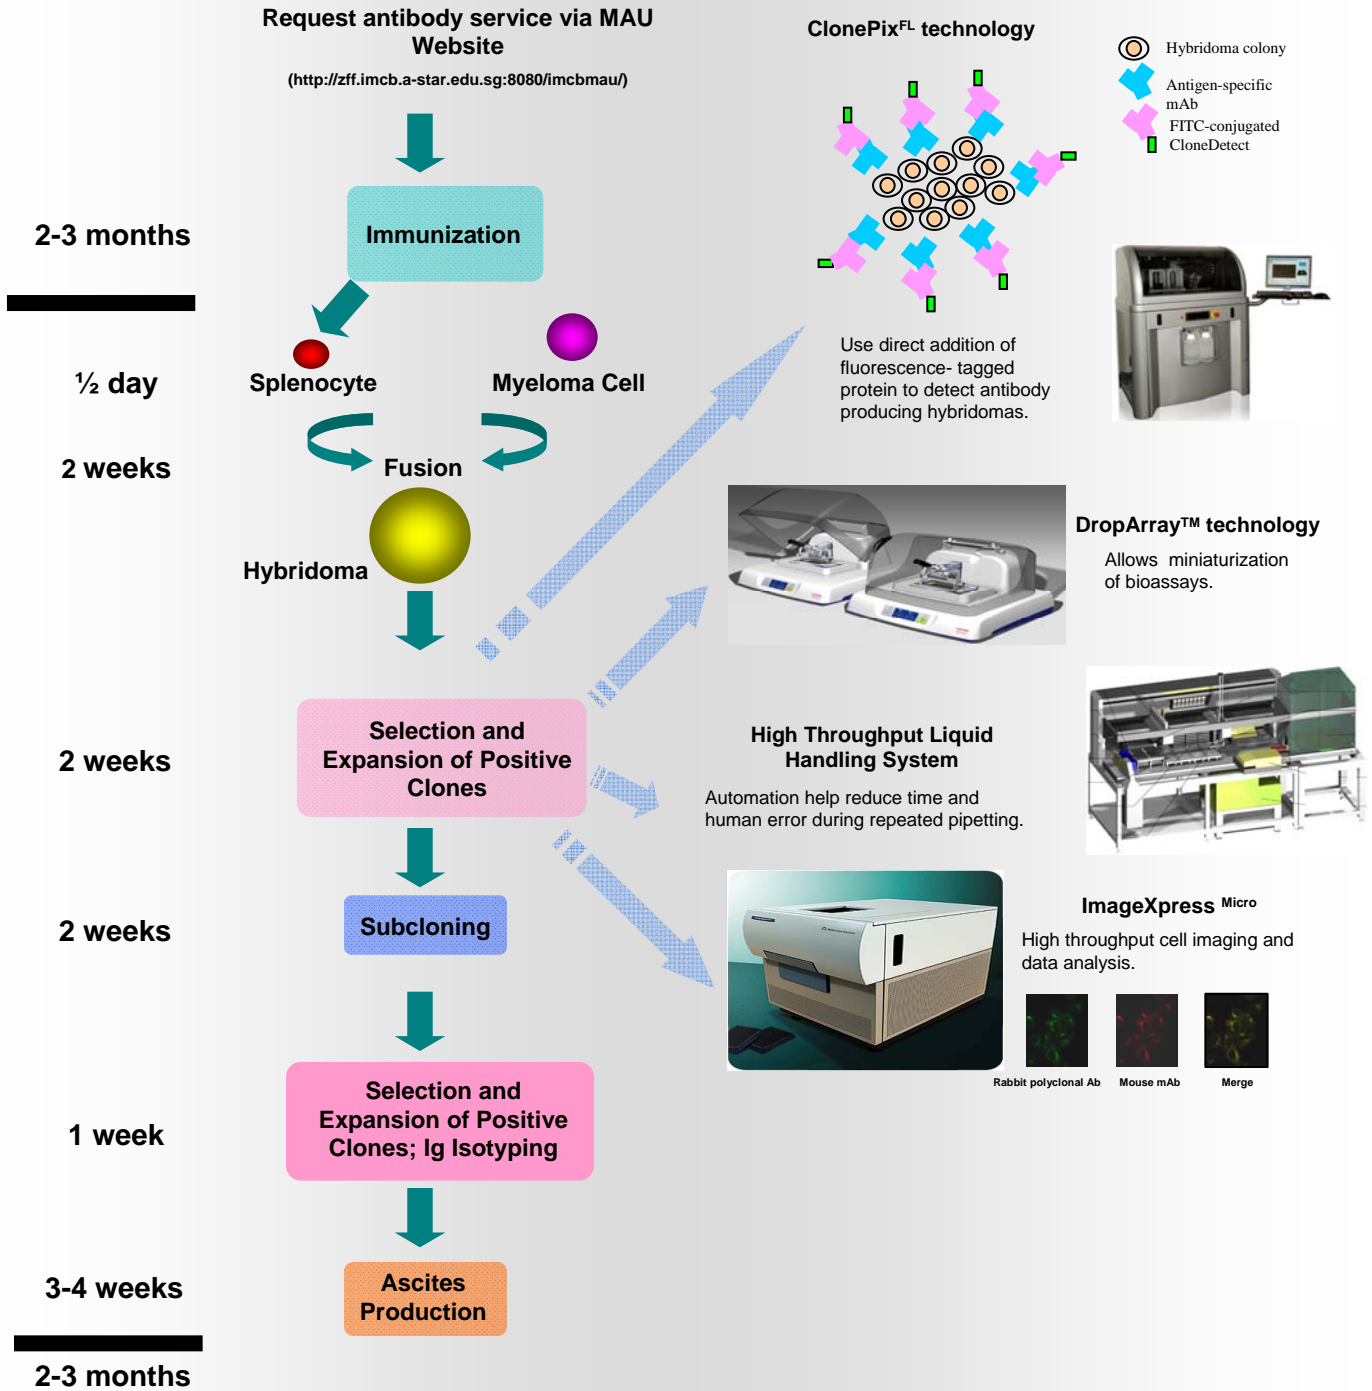 Request antibody service via MAU
Website
(http://zff.imcb.a-star.edu.sg:8080/imcbmau/)
2-3 months
Immunization
½ day
Splenocyte
Myeloma Cell
2 weeks
Fusion
Hybridoma
2 weeks
Selection and
Expansion of Positive
Clones
2 weeks
Subcloning
1 week
Selection and
Expansion of Positive
Clones; Ig Isotyping
3-4 weeks
Ascites
Production
2-3 months
ClonePixFL technology
Hybridoma colony
Antigen-specific
mAb
FITC-conjugated
CloneDetect
Use direct addition of
fluorescence- tagged
protein to detect antibody
producing hybridomas.
DropArrayTM technology
Allows miniaturization
of bioassays.
High Throughput Liquid
Handling System
Automation help reduce time and
human error during repeated pipetting.
ImageXpress Micro
High throughput cell imaging and
data analysis.
Rabbit polyclonal Ab
Mouse mAb
Merge